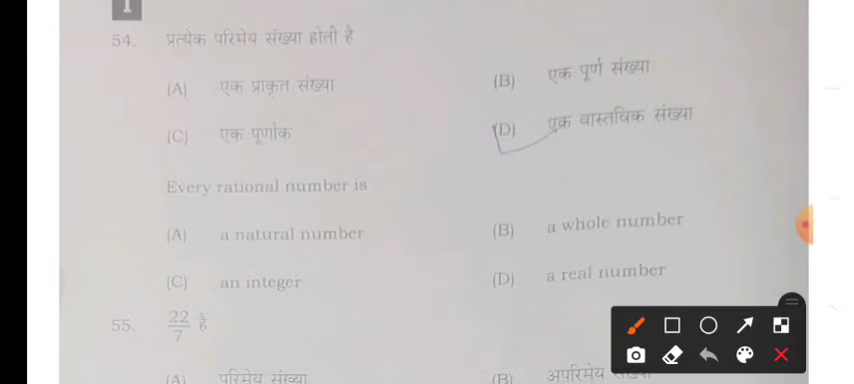 1
54. प्रत्येक परिमेय संख्या होती है
(A) एक प्राकृत संख्या (B) एक पूर्ण संख्या
(C) एक पूर्णांक (D) एक वास्तविक संख्या
Every rational number is
(A) a natural number (B) a whole number
(C) an integer (D) a real number
55. 22/7 है
(A) परिमेय संख्या (B) अपरिमेय संख्या